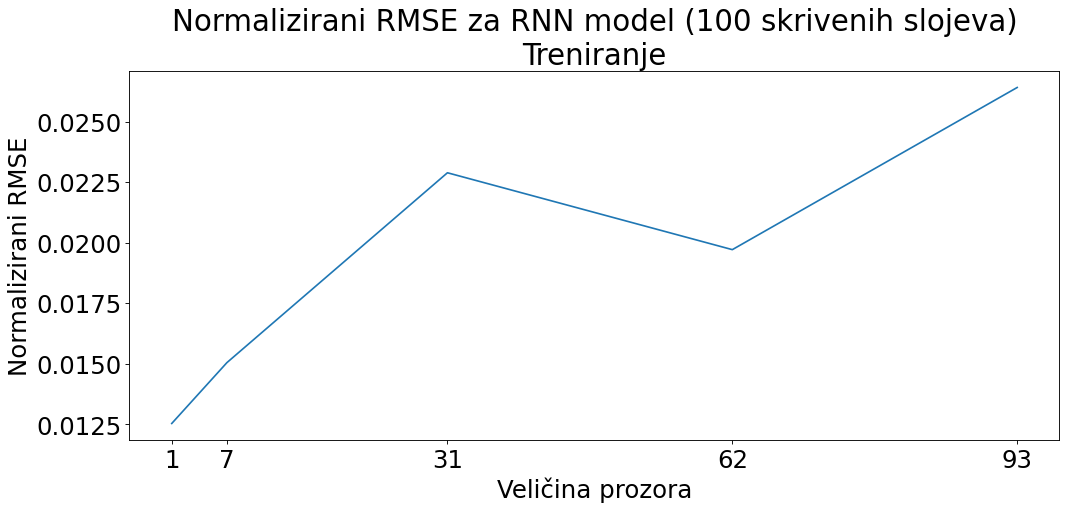 Normalizirani RMSE za RNN model (100 skrivenih slojeva)
Treniranje
Normalizirani RMSE
0.0250
0.0225
0.0200
0.0175
0.0150
0.0125
1 7 31 62 93
Veličina prozora